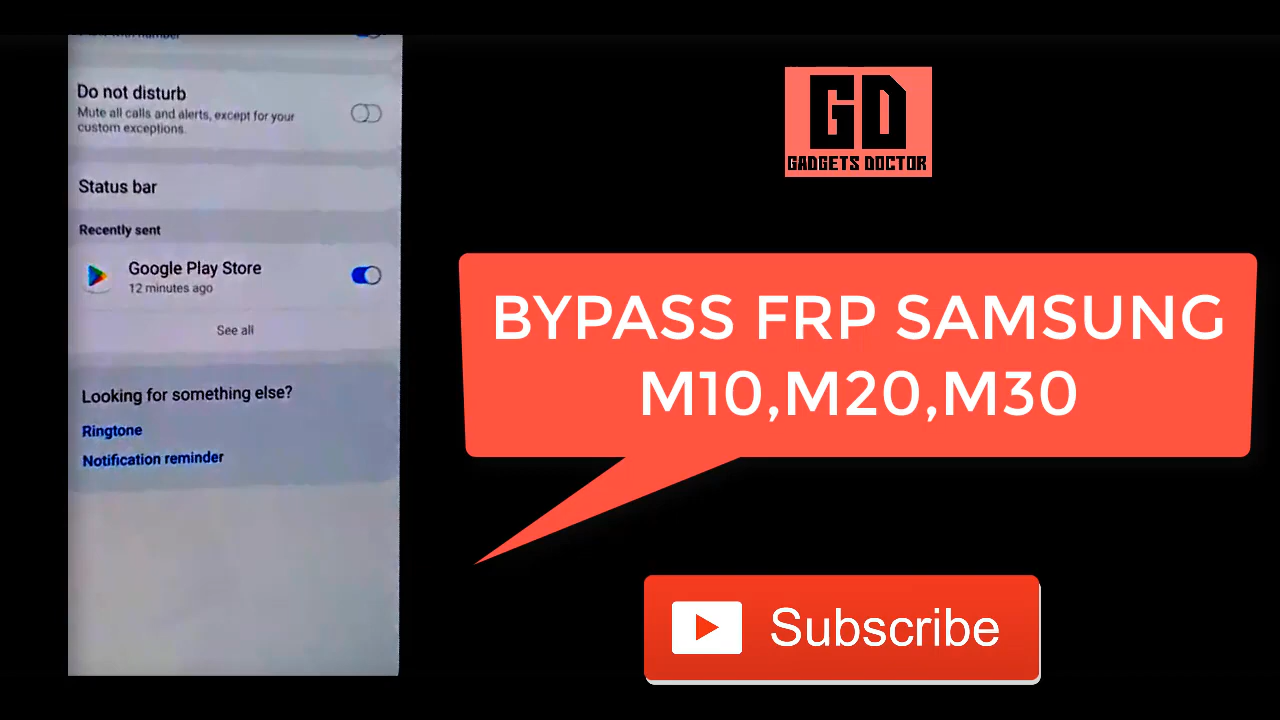 Do not disturb
Mute all calls and alerts, except for your
custom exceptions.
Status bar
Recently sent
Google Play Store
12 minutes ago
See all
Looking for something else?
Ringtone
Notification reminder
GD
GADGETS DOCTOR
BYPASS FRP SAMSUNG
M10,M20,M30
Subscribe